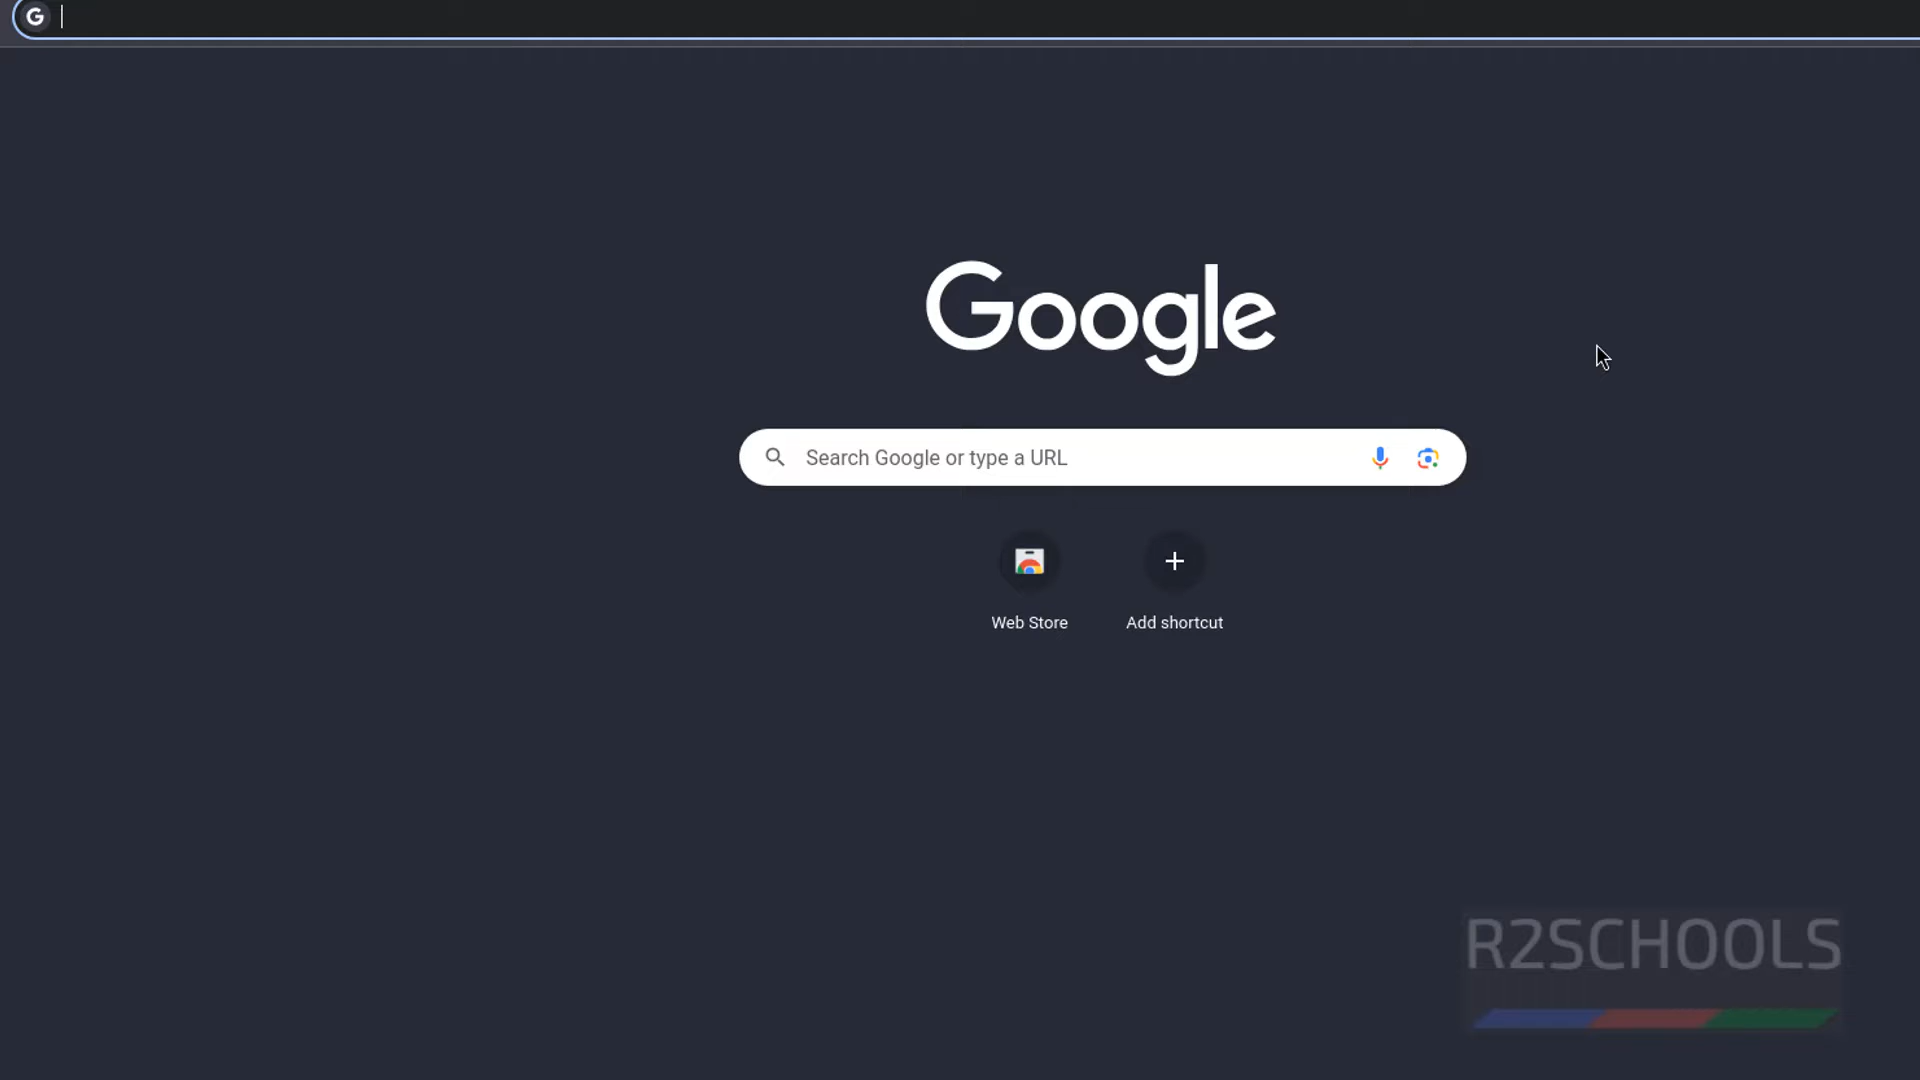 Google
Search Google or type a URL
Web Store
Add shortcut
R2SCHOOLS